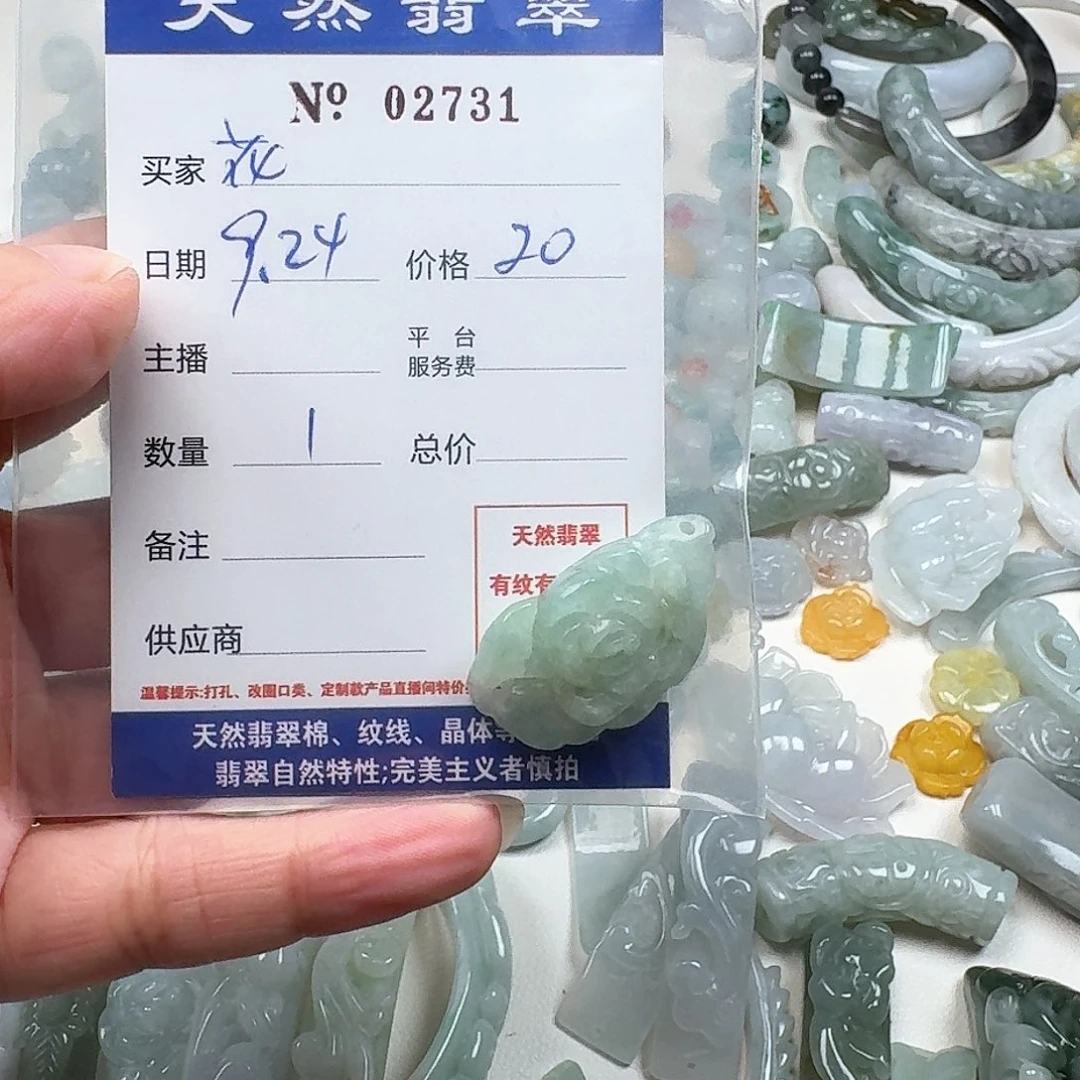 天然翡翠
Nº 02731
买家 花
日期 9.24 价格 20
主播 平台服务费
数量 1 总价
备注
天然翡翠
有纹有
供应商
温馨提示:打孔、改圈口类、定制款产品直播间特价
天然翡翠棉、纹线、晶体等
翡翠自然特性;完美主义者慎拍